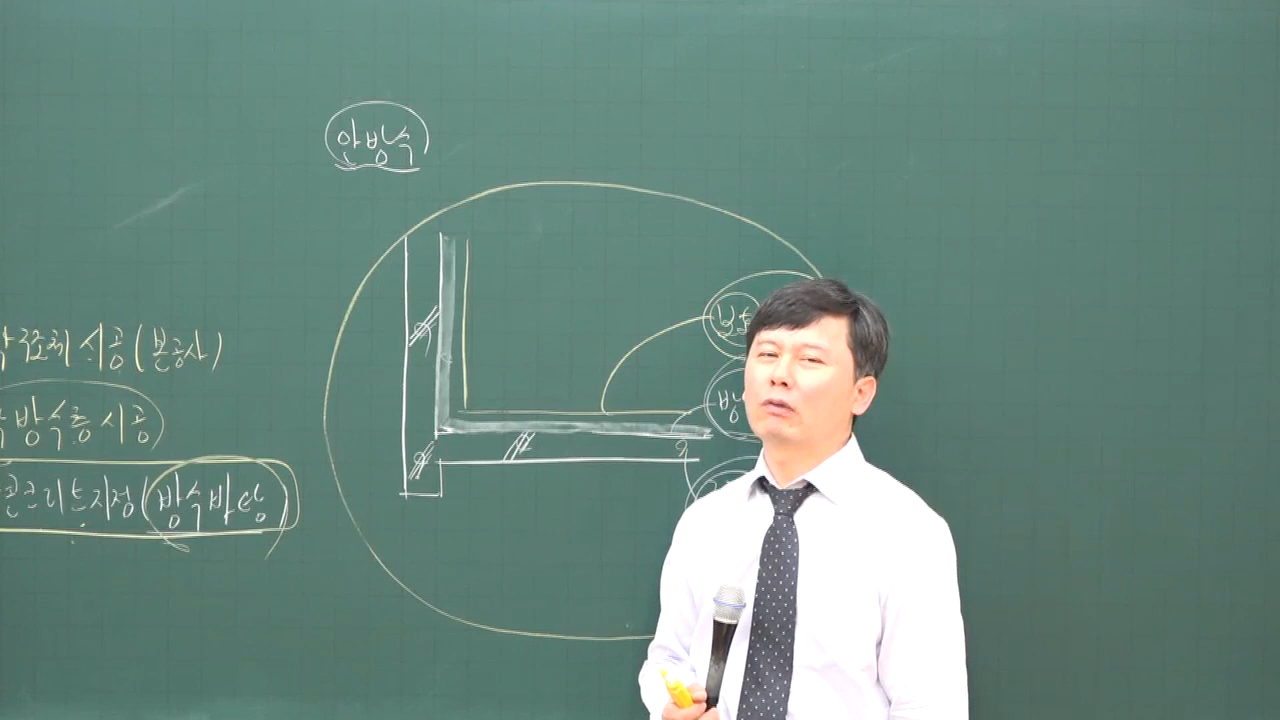 안방수
구조체 시공 (본공사)
방수층 시공
콘크리트지정 (방수바탕)